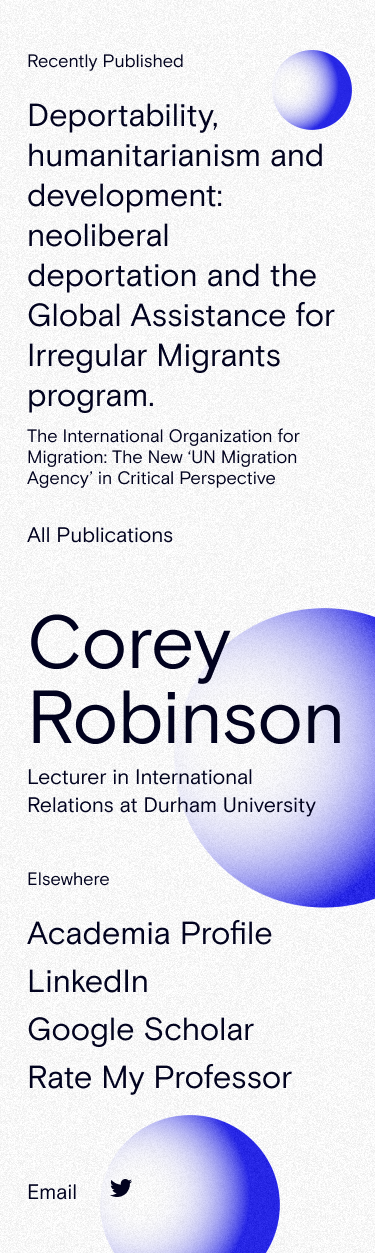 Recently Published
Deportability,
humanitarianism and
development:
neoliberal
deportation and the
Global Assistance for
Irregular Migrants
program.
The International Organization for
Migration: The New ‘UN Migration
Agency’ in Critical Perspective
All Publications
Corey
Robinson
Lecturer in International
Relations at Durham University
Elsewhere
Academia Profile
LinkedIn
Google Scholar
Rate My Professor
Email